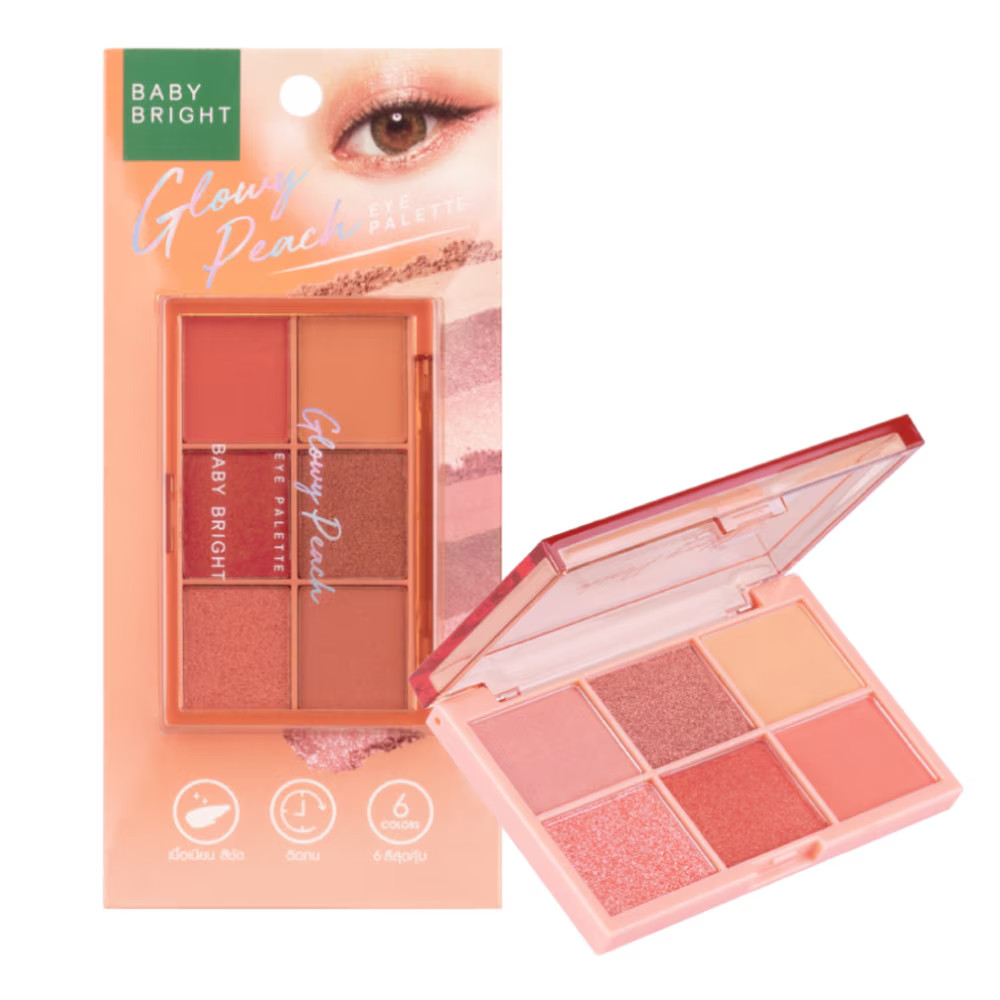 BABY
BRIGHT
Glowy
Peach
EYE
PALETTE
Glowy Peach
EYE PALETTE
BABY BRIGHT
6
COLORS
เนื้อเนียน สีชัด
ติดทน
6 สีสุดคุ้ม